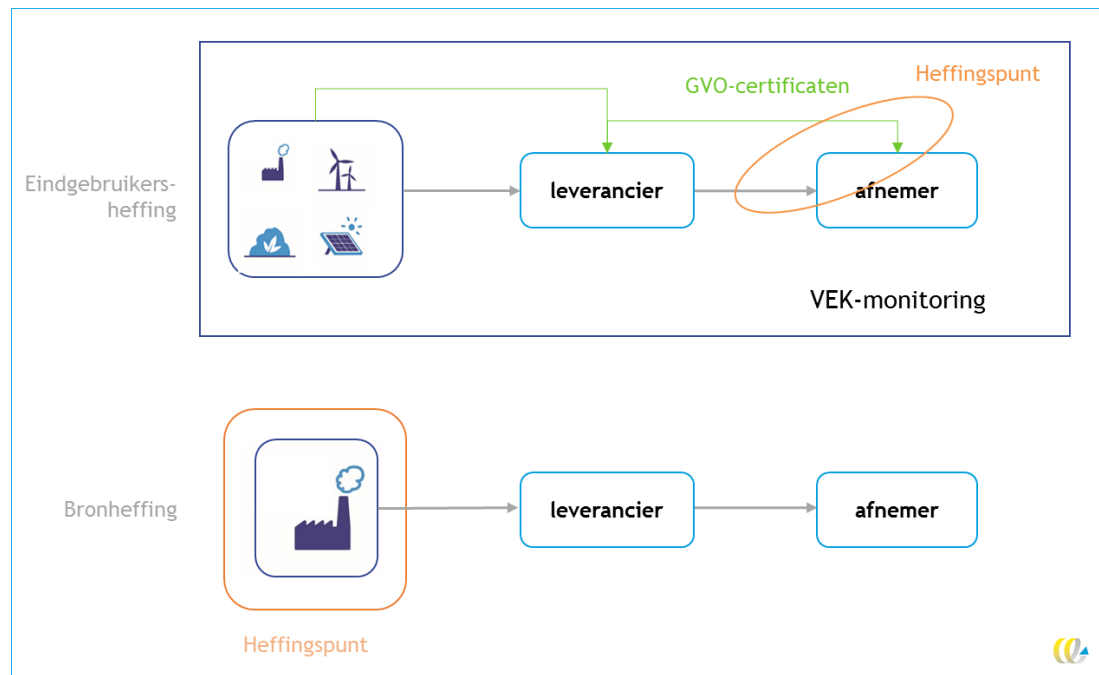 Heffingspunt
GVO-certificaten
Eindgebruikers-
heffing
leverancier
afnemer
VEK-monitoring
Bronheffing
leverancier
afnemer
Heffingspunt